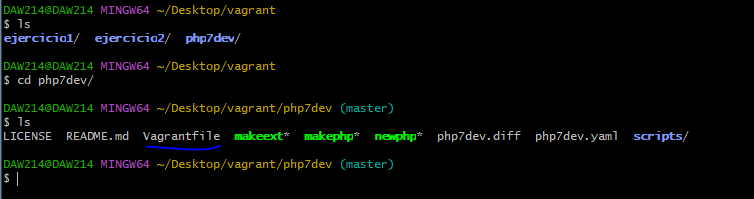 DAW214@DAW214 MINGW64 ~/Desktop/vagrant
$ ls
ejercicio1/  ejercicio2/  php7dev/
DAW214@DAW214 MINGW64 ~/Desktop/vagrant
$ cd php7dev/
DAW214@DAW214 MINGW64 ~/Desktop/vagrant/php7dev (master)
$ ls
LICENSE  README.md  Vagrantfile  makeext*  makephp*  newphp*  php7dev.diff  php7dev.yaml  scripts/
DAW214@DAW214 MINGW64 ~/Desktop/vagrant/php7dev (master)
$